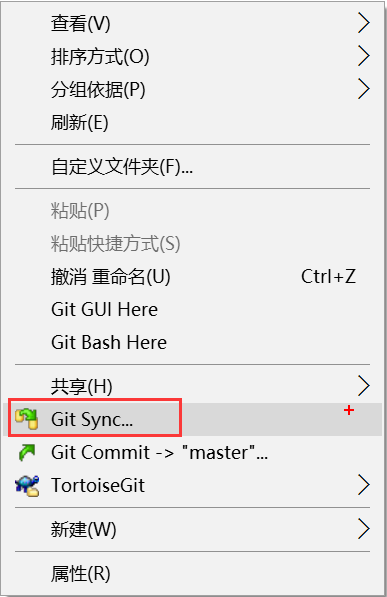 查看(V)
排序方式(O)
分组依据(P)
刷新(E)
自定义文件夹(F)...
粘贴(P)
粘贴快捷方式(S)
撤消 重命名(U) Ctrl+Z
Git GUI Here
Git Bash Here
共享(H)
Git Sync...
Git Commit -> "master"...
TortoiseGit
新建(W)
属性(R)